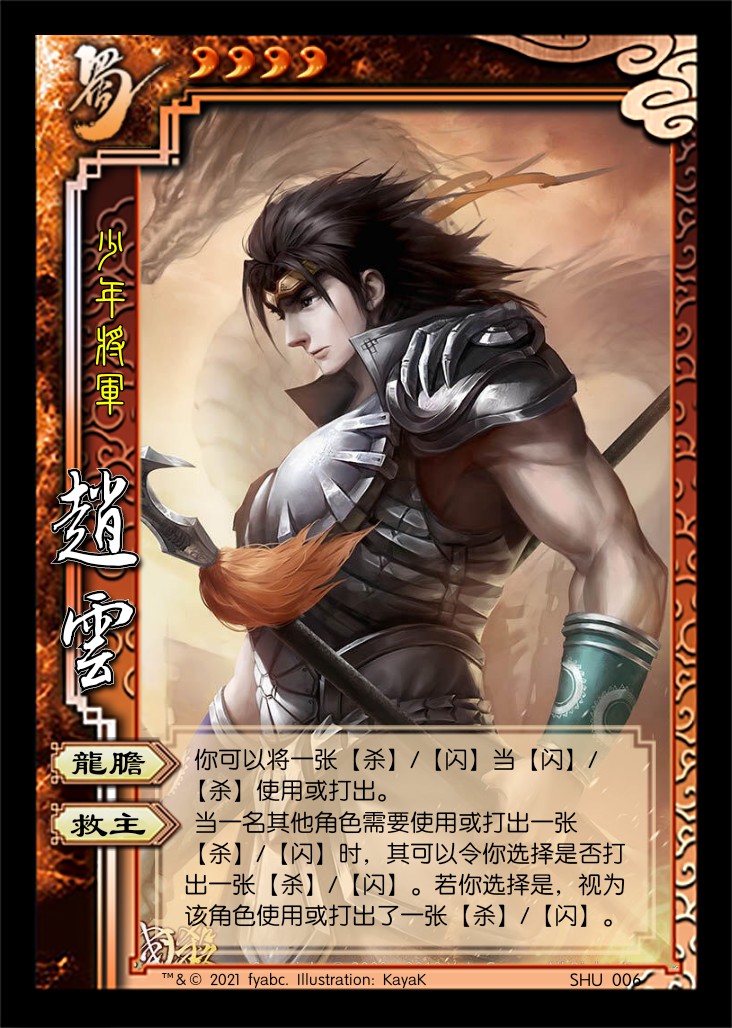 蜀
少年將軍
趙雲
龍膽
你可以将一张【杀】/【闪】当【闪】/
【杀】使用或打出。
救主
当一名其他角色需要使用或打出一张
【杀】/【闪】时，其可以令你选择是否打
出一张【杀】/【闪】。若你选择是，视为
该角色使用或打出了一张【杀】/【闪】。
™&© 2021 fyabc. Illustration: KayaK
SHU 006